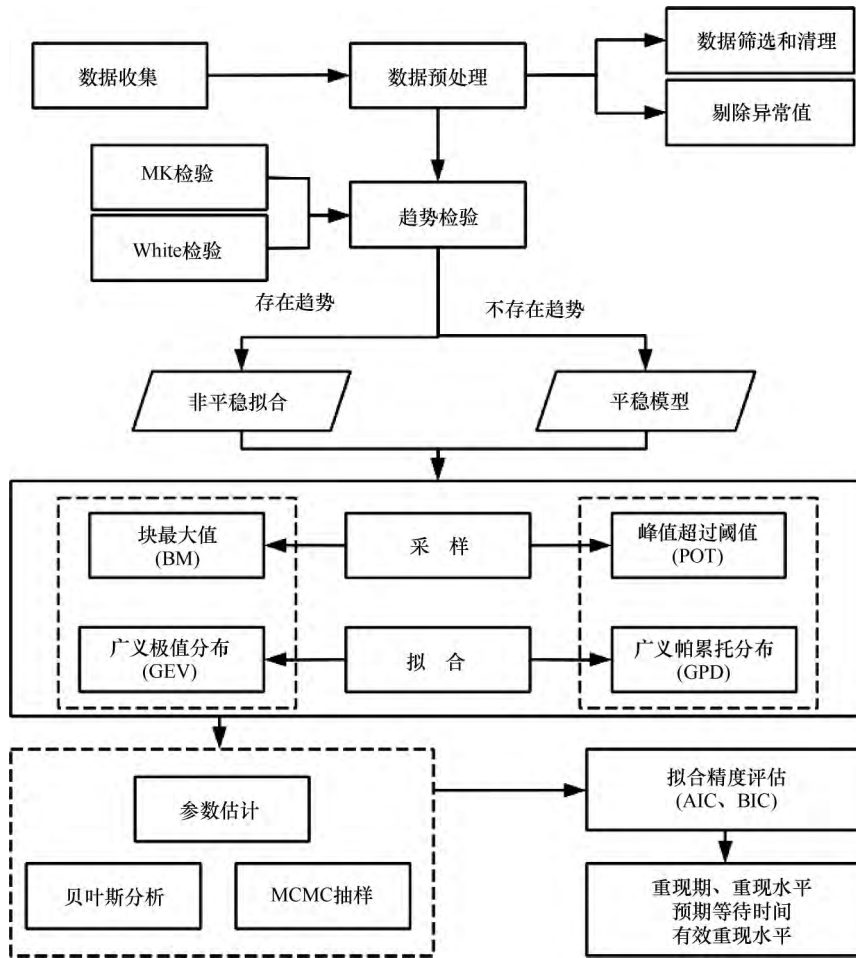 数据收集
数据预处理
数据筛选和清理
剔除异常值
MK检验
White检验
趋势检验
存在趋势
不存在趋势
非平稳拟合
平稳模型
块最大值
(BM)
采 样
峰值超过阈值
(POT)
广义极值分布
(GEV)
拟 合
广义帕累托分布
(GPD)
参数估计
贝叶斯分析
MCMC抽样
拟合精度评估
(AIC、BIC)
重现期、重现水平
预期等待时间
有效重现水平